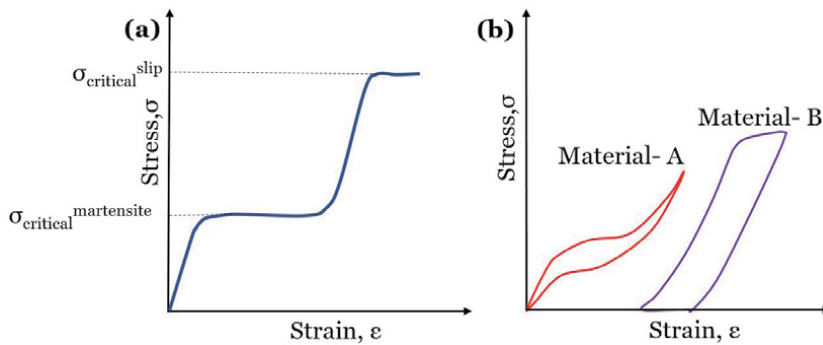 (a)
σcritical^slip
Stress,σ
σcritical^martensite
Strain, ε
(b)
Stress,σ
Material- B
Material- A
Strain, ε